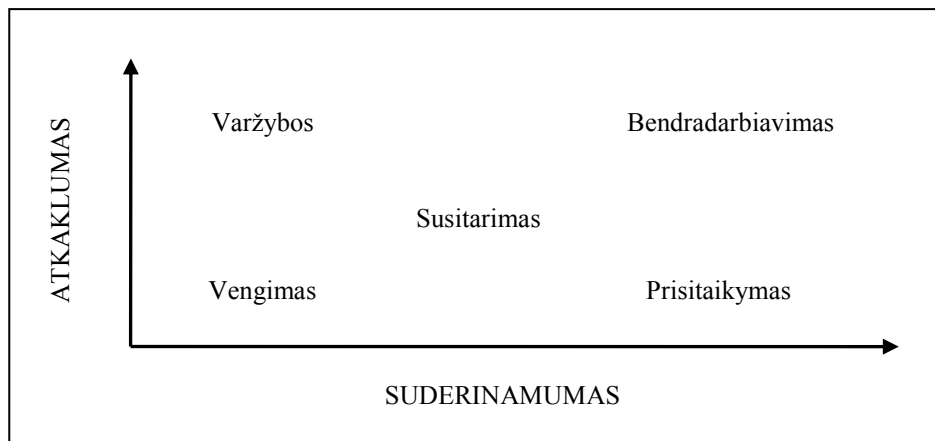 Varžybos
Bendradarbiavimas
ATKAKLUMAS
Susitarimas
Vengimas
Prisitaikymas
SUDERINAMUMAS